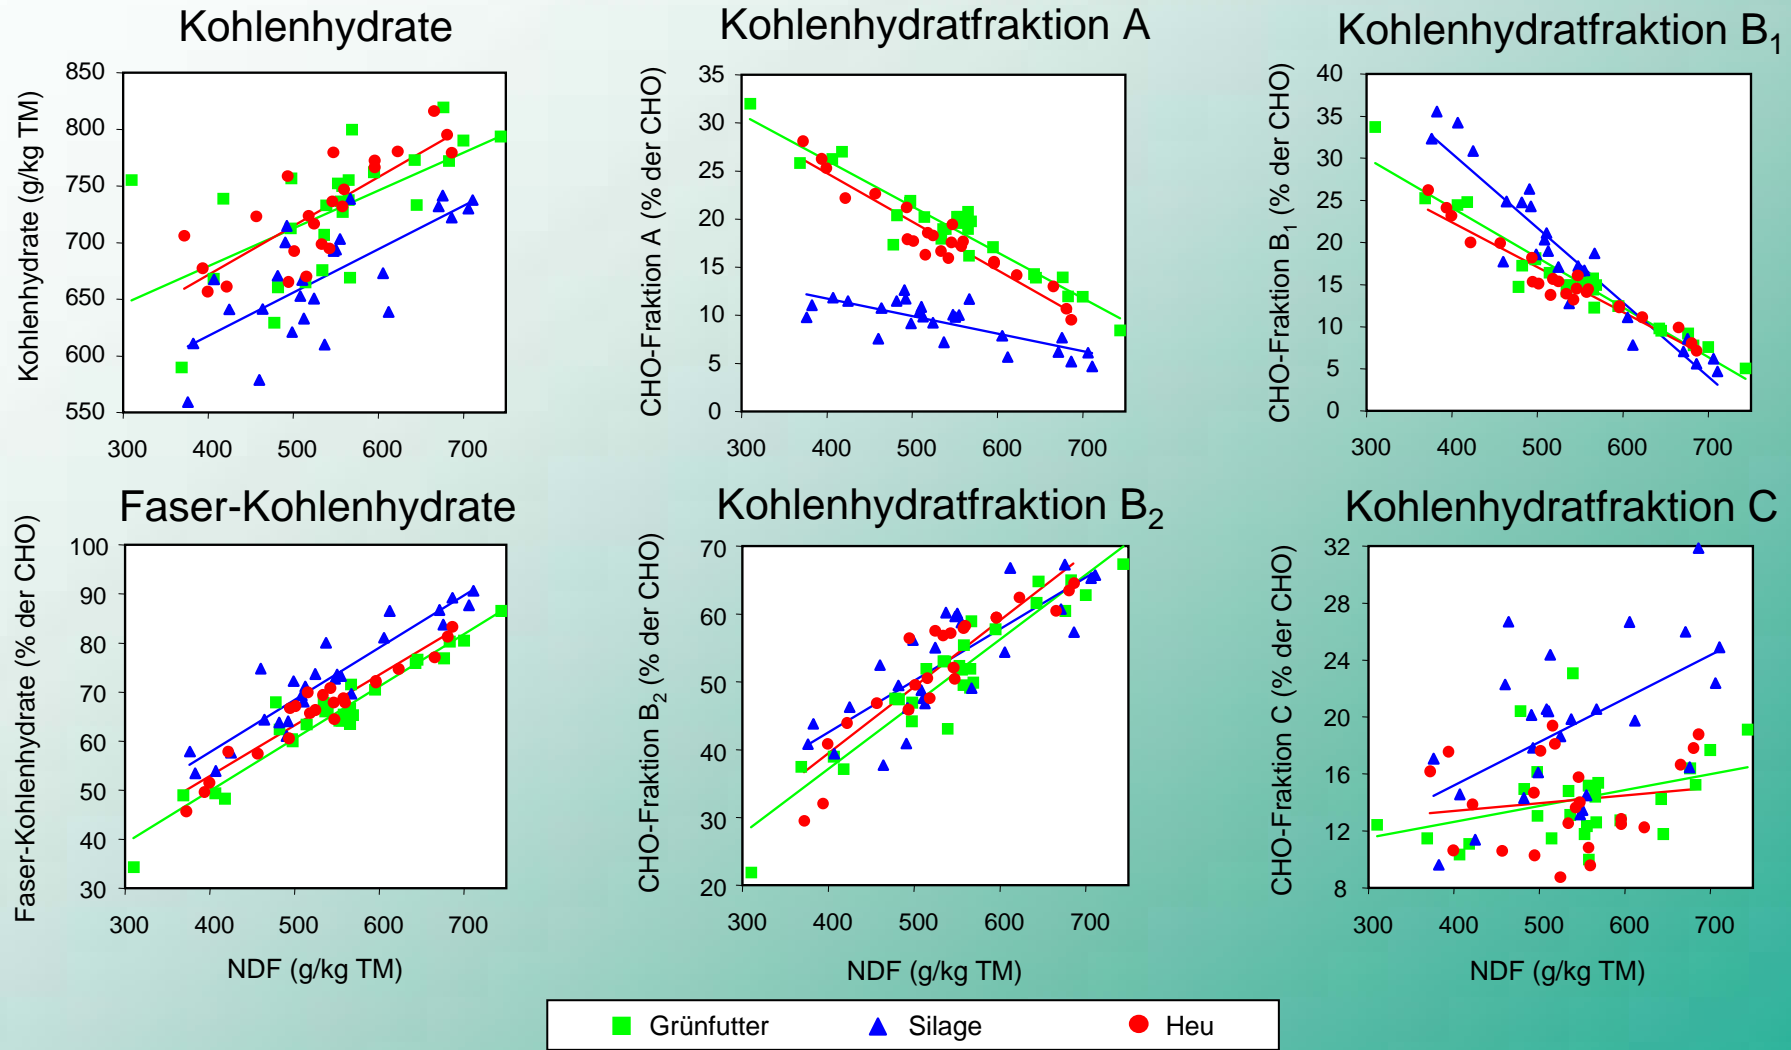 Kohlenhydrate
Kohlenhydrate (g/kg TM)
850
800
750
700
650
600
550
300 400 500 600 700
Kohlenhydratfraktion A
CHO-Fraktion A (% der CHO)
35
30
25
20
15
10
5
0
300 400 500 600 700
Kohlenhydratfraktion B₁
CHO-Fraktion B₁ (% der CHO)
40
35
30
25
20
15
10
5
0
300 400 500 600 700
Faser-Kohlenhydrate
Faser-Kohlenhydrate (% der CHO)
100
90
80
70
60
50
40
30
300 400 500 600 700
NDF (g/kg TM)
Kohlenhydratfraktion B₂
CHO-Fraktion B₂ (% der CHO)
70
60
50
40
30
20
300 400 500 600 700
NDF (g/kg TM)
Kohlenhydratfraktion C
CHO-Fraktion C (% der CHO)
32
28
24
20
16
12
8
300 400 500 600 700
NDF (g/kg TM)
Grünfutter Silage Heu